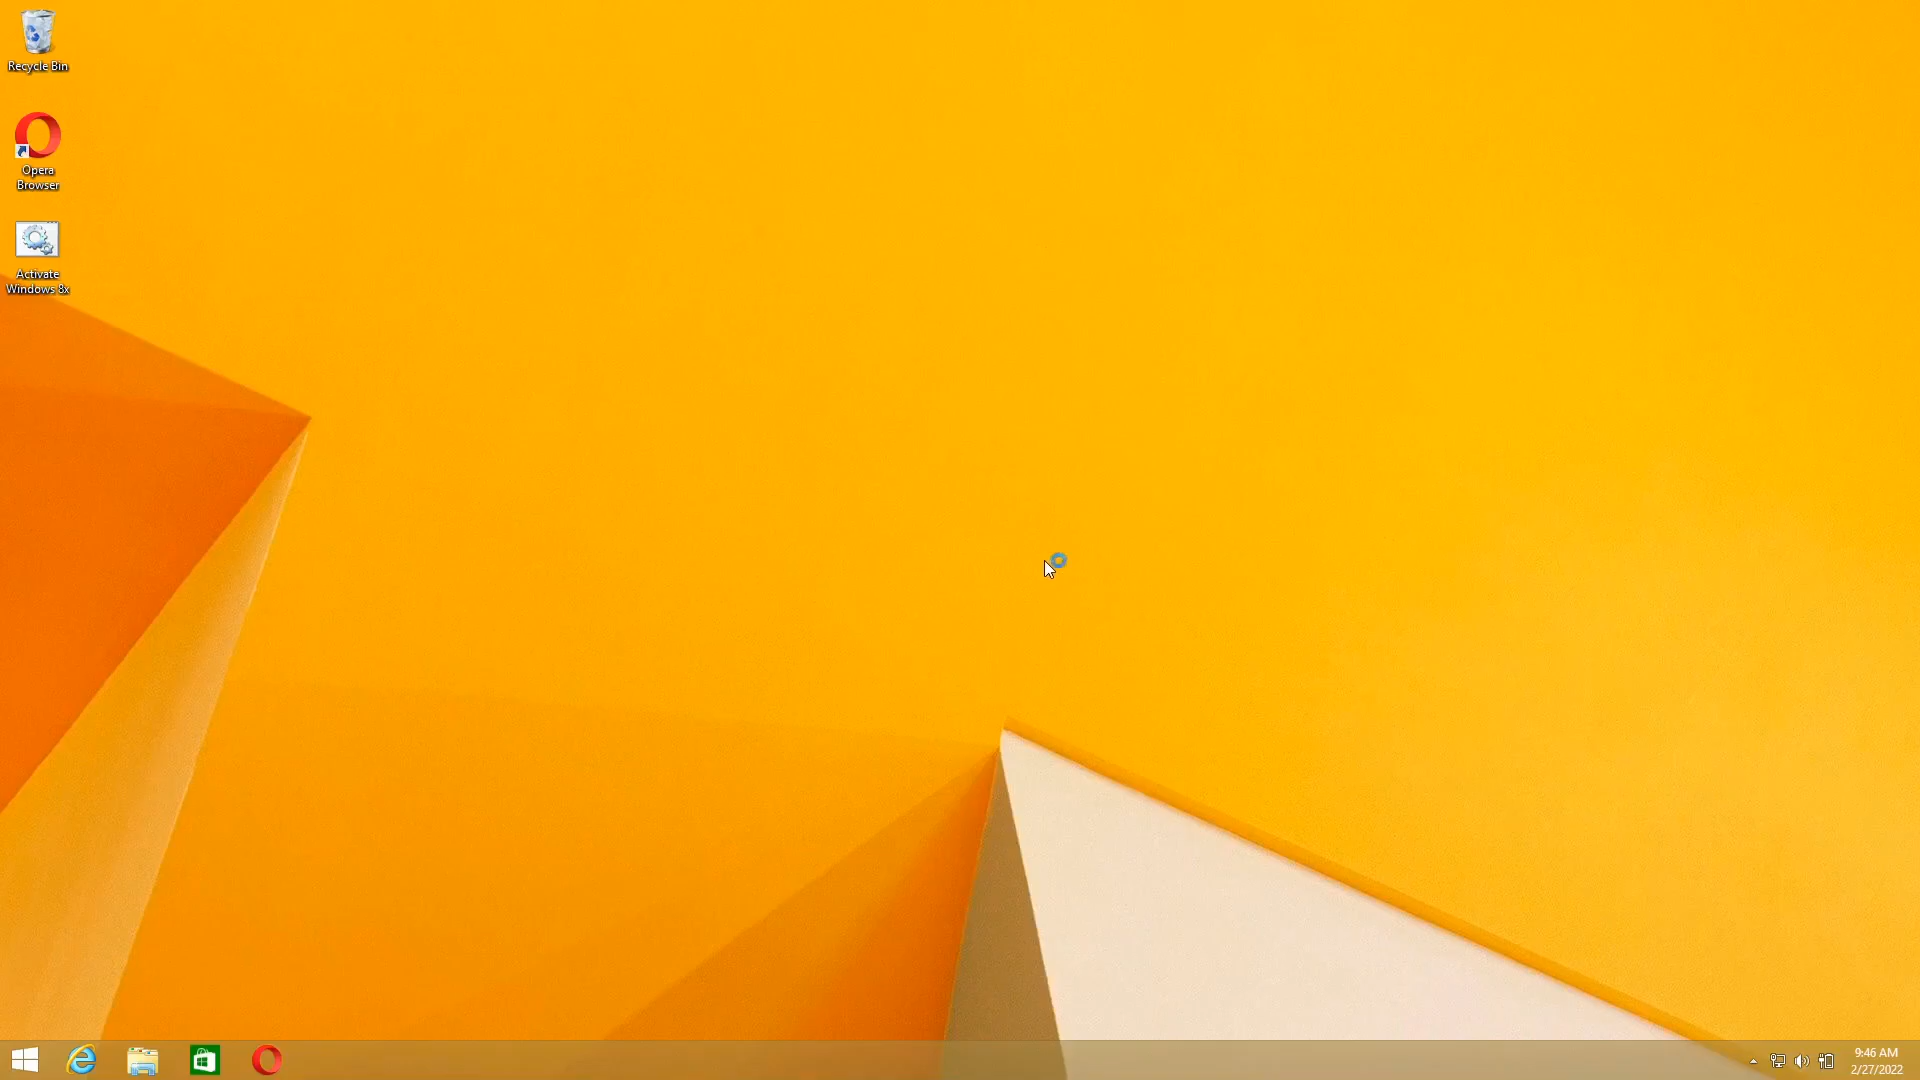 Recycle Bin
Opera
Browser
Activate
Windows 8x
9:46 AM
2/27/2022